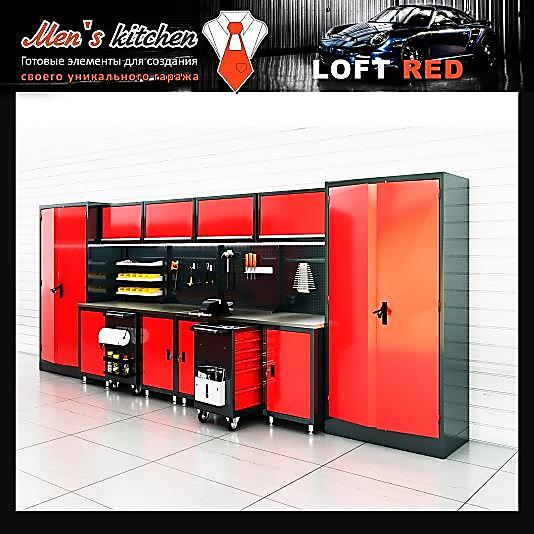 Men's kitchen
Готовые элементы для создания
своего уникального гаража
LOFT RED